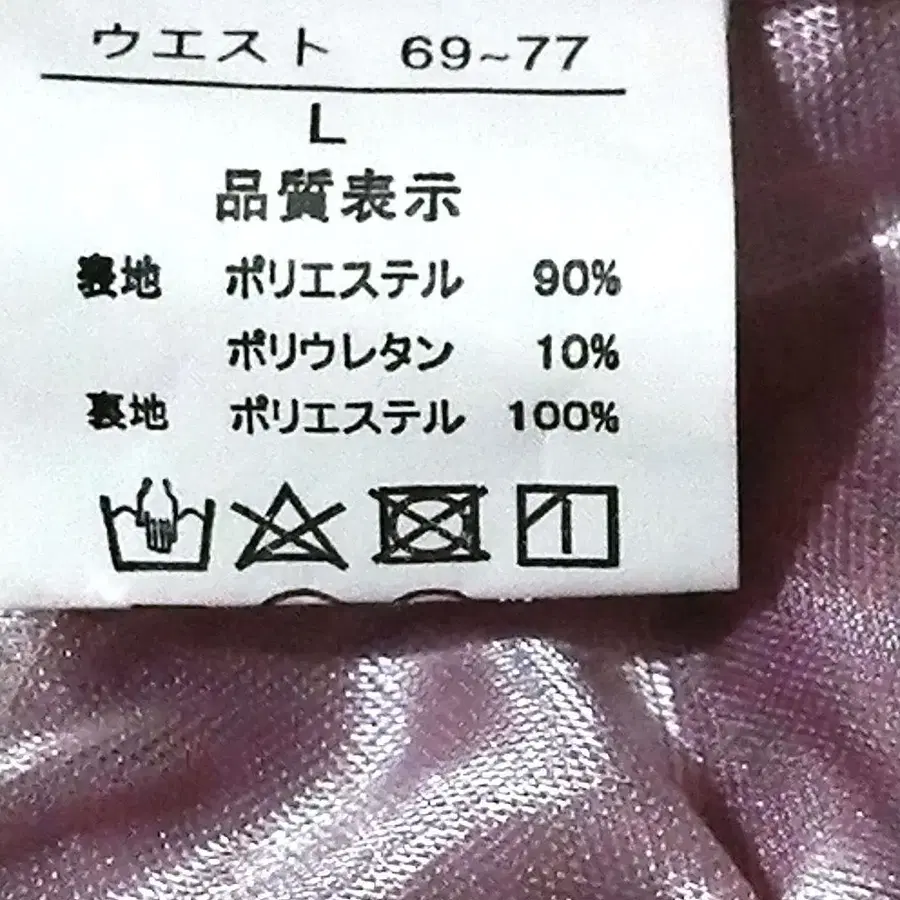 ウエスト 69~77
L
品質表示
表地 ポリエステル 90%
ポリウレタン 10%
裏地 ポリエステル 100%